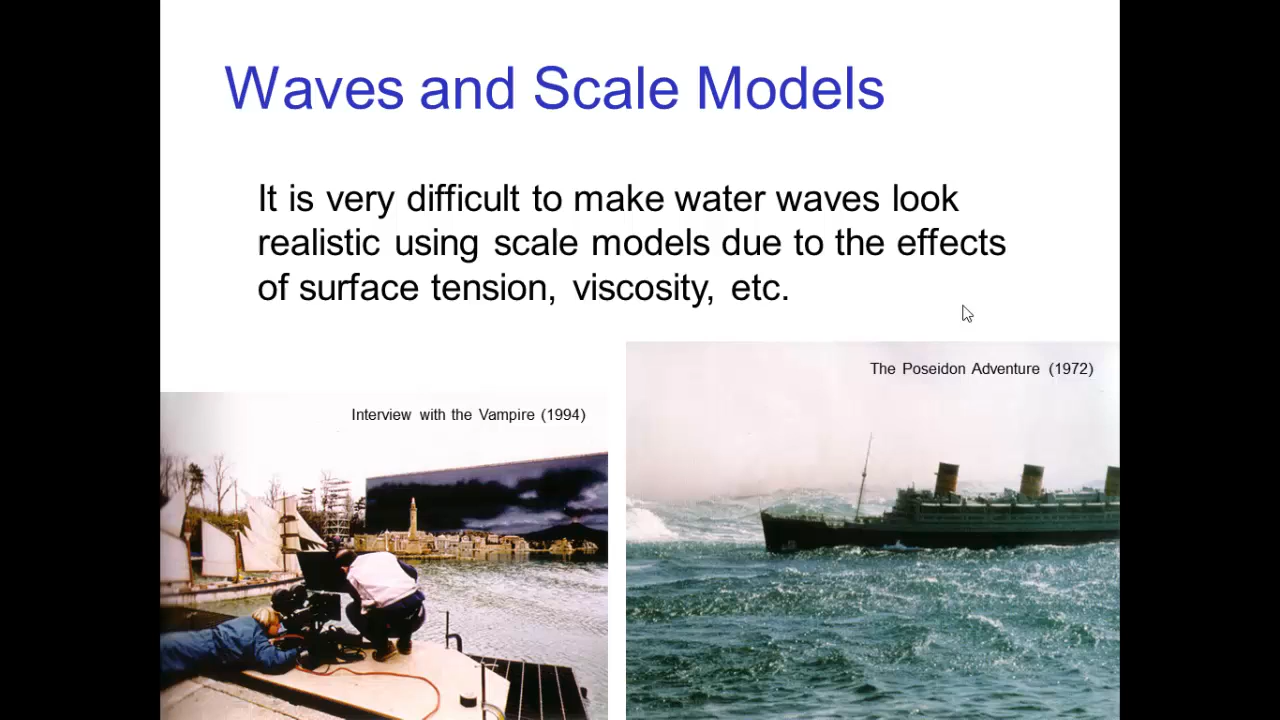 Waves and Scale Models
It is very difficult to make water waves look
realistic using scale models due to the effects
of surface tension, viscosity, etc.
The Poseidon Adventure (1972)
Interview with the Vampire (1994)